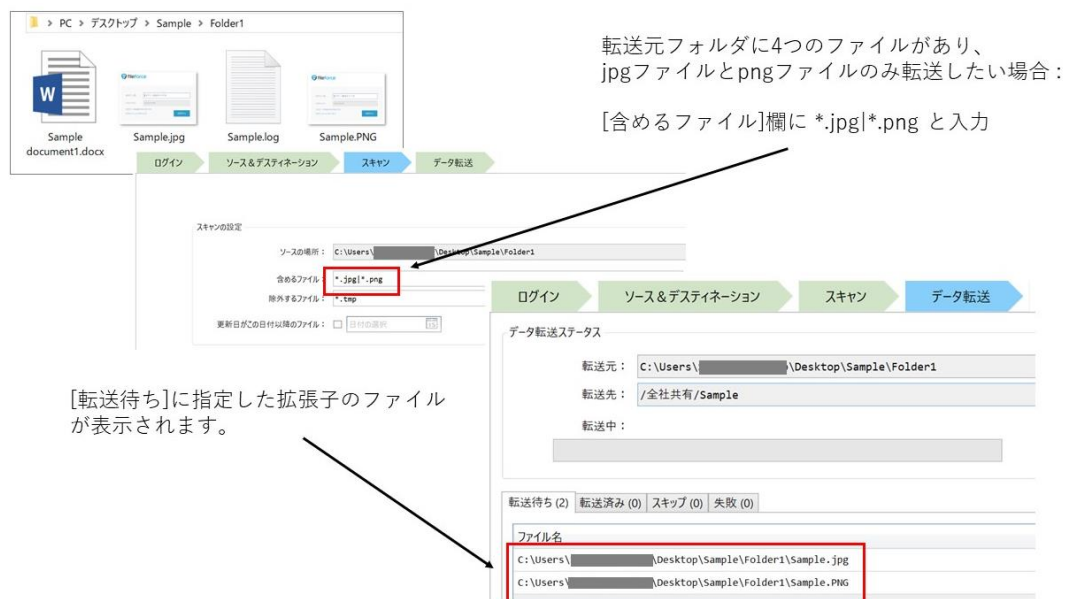 > PC > デスクトップ > Sample > Folder1
W
Sample document1.docx
Sample.jpg
Sample.log
Sample.PNG
転送元フォルダに4つのファイルがあり、
jpgファイルとpngファイルのみ転送したい場合：
[含めるファイル]欄に *.jpg|*.png と入力
ログイン ソース＆デスティネーション スキャン データ転送
スキャンの設定
ソースの場所： C:\Users\ \Desktop\Sample\Folder1
含めるファイル： *.jpg|*.png
除外するファイル： *.tmp
更新日がこの日付以降のファイル： 日付の選択 15
ログイン ソース＆デスティネーション スキャン データ転送
データ転送ステータス
転送元： C:\Users\ \Desktop\Sample\Folder1
転送先： /全社共有/Sample
転送中：
[転送待ち]に指定した拡張子のファイル
が表示されます。
転送待ち (2) 転送済み (0) スキップ (0) 失敗 (0)
ファイル名
C:\Users\ \Desktop\Sample\Folder1\Sample.jpg
C:\Users\ \Desktop\Sample\Folder1\Sample.PNG